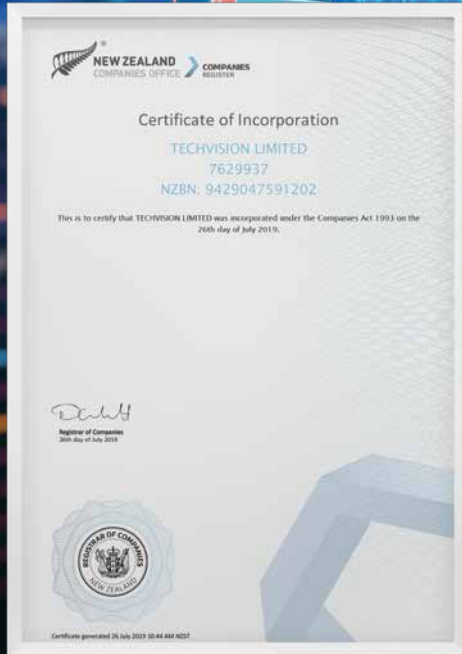 NEW ZEALAND
COMPANIES OFFICE
COMPANIES
REGISTER
Certificate of Incorporation
TECHVISION LIMITED
7629937
NZBN: 9429047591202
This is to certify that TECHVISION LIMITED was incorporated under the Companies Act 1993 on the
26th day of July 2019.
Registrar of Companies
26th day of July 2019
REGISTRAR OF COMPANIES
NEW ZEALAND
Certificate generated 26 July 2019 10:44 AM NZST